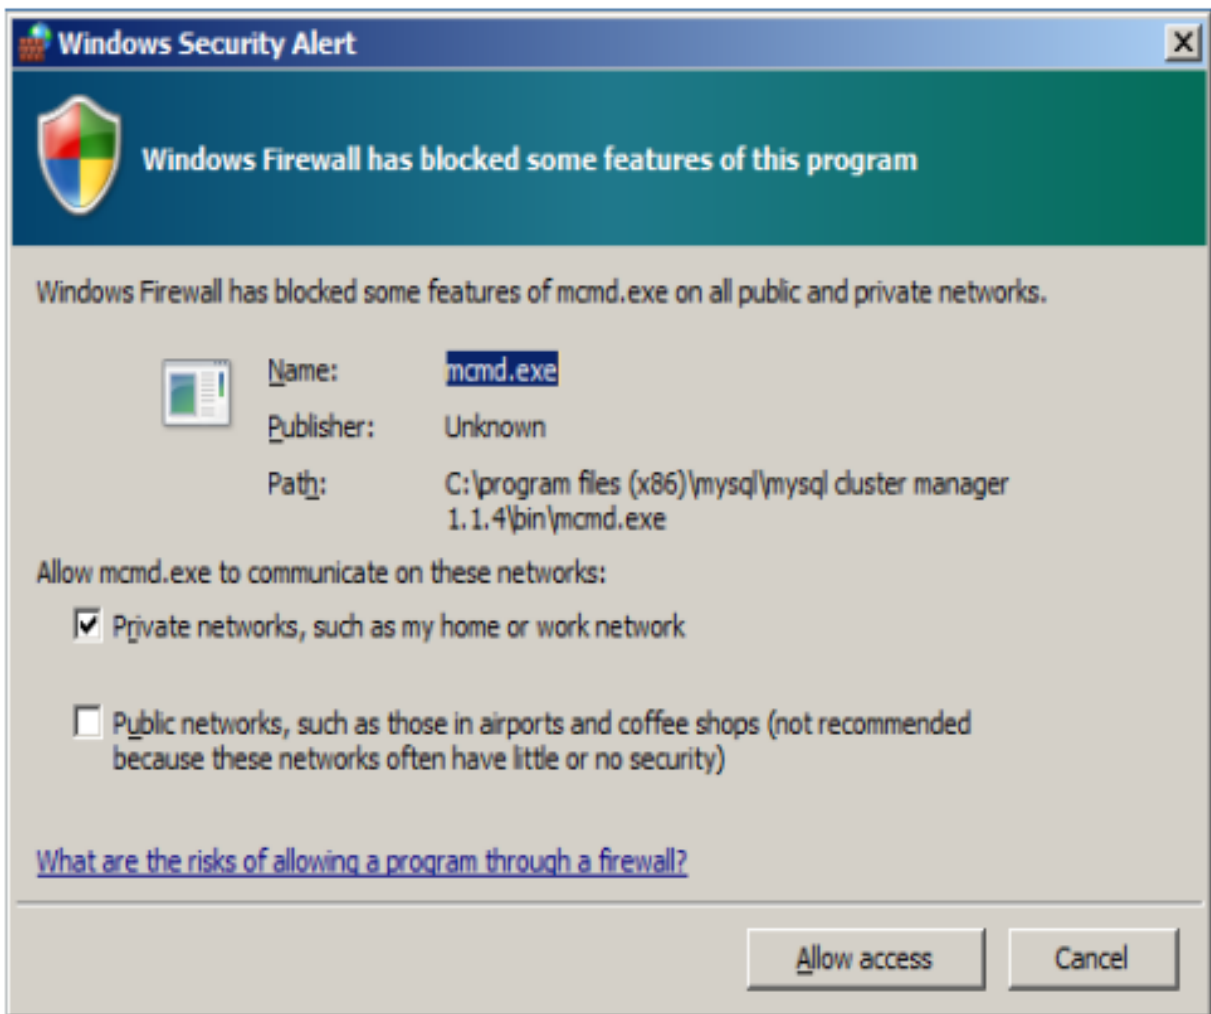 Windows Security Alert
Windows Firewall has blocked some features of this program
Windows Firewall has blocked some features of mcmd.exe on all public and private networks.
Name: mcmd.exe
Publisher: Unknown
Path: C:\program files (x86)\mysql\mysql cluster manager
1.1.4\bin\mcmd.exe
Allow mcmd.exe to communicate on these networks:
Private networks, such as my home or work network
Public networks, such as those in airports and coffee shops (not recommended
because these networks often have little or no security)
What are the risks of allowing a program through a firewall?
Allow access Cancel